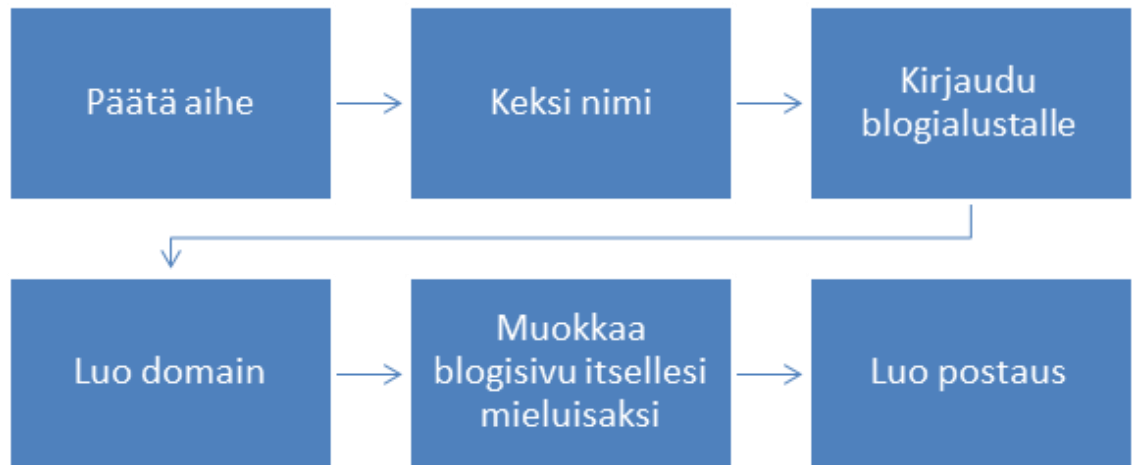 Päätä aihe
Keksi nimi
Kirjaudu
blogialustalle
Luo domain
Muokkaa
blogisivu itsellesi
mieluisaksi
Luo postaus